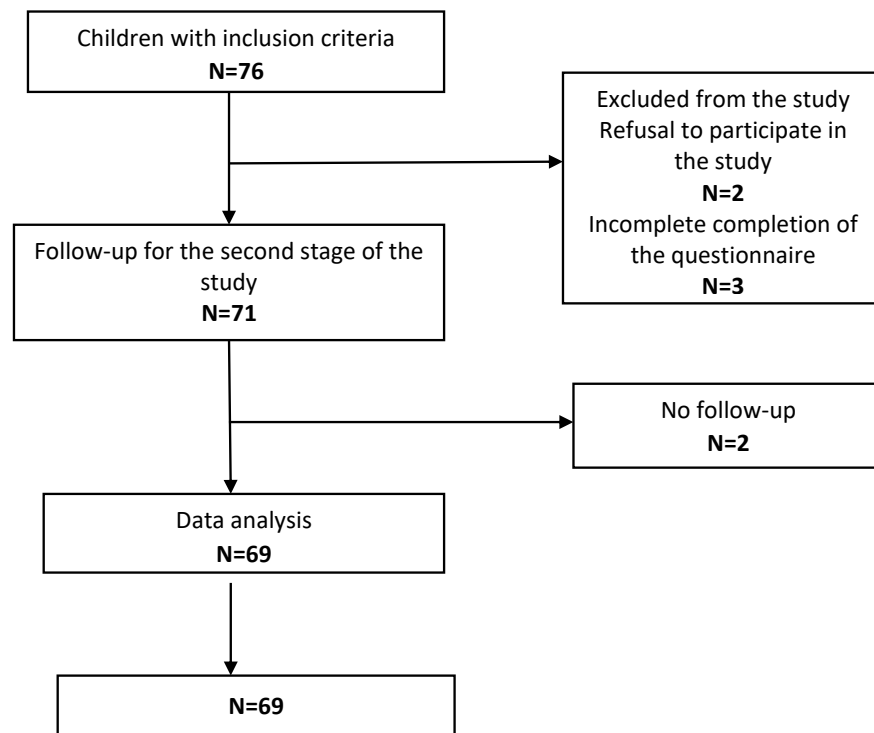 Children with inclusion criteria
N=76
Excluded from the study
Refusal to participate in
the study
N=2
Incomplete completion of
the questionnaire
N=3
Follow-up for the second stage of the
study
N=71
No follow-up
N=2
Data analysis
N=69
N=69